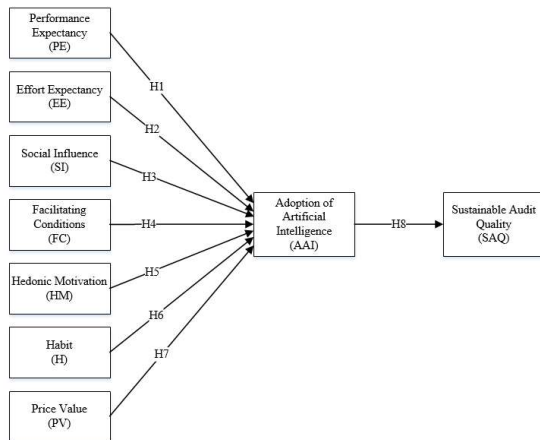 Performance
Expectancy
(PE)
H1
Effort Expectancy
(EE)
H2
Social Influence
(SI)
H3
Facilitating
Conditions
(FC)
H4
Hedonic Motivation
(HM)
H5
Habit
(H)
H6
Price Value
(PV)
H7
Adoption of
Artificial
Intelligence
(AAI)
H8
Sustainable Audit
Quality
(SAQ)